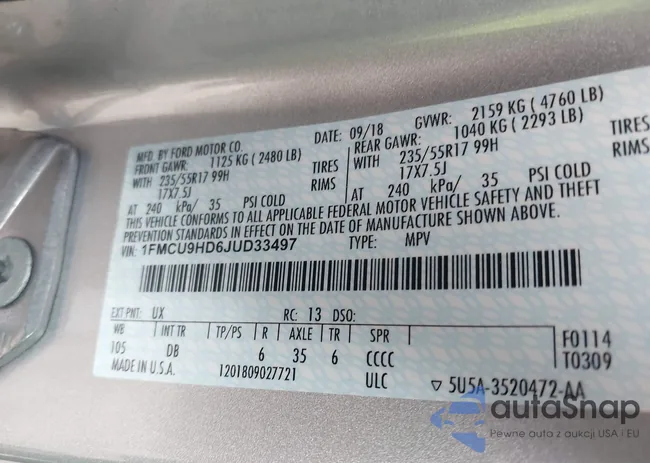 MFD. BY FORD MOTOR CO.
DATE: 09/18 GVWR: 2159 KG ( 4760 LB)
FRONT GAWR: 1125 KG ( 2480 LB) REAR GAWR: 1040 KG ( 2293 LB)
WITH 235/55R17 99H TIRES WITH 235/55R17 99H TIRES
17X7.5J RIMS 17X7.5J RIMS
AT 240 kPa/ 35 PSI COLD AT 240 kPa/ 35 PSI COLD
THIS VEHICLE CONFORMS TO ALL APPLICABLE FEDERAL MOTOR VEHICLE SAFETY AND THEFT
PREVENTION STANDARDS IN EFFECT ON THE DATE OF MANUFACTURE SHOWN ABOVE.
VIN: 1FMCU9HD6JUD33497 TYPE: MPV
EXT PNT: UX RC: 13 DSO:
WB INT TR TP/PS R AXLE TR SPR F0114
105 DB 6 35 6 CCCC T0309
MADE IN U.S.A. 1201809027721 ULC ▽ 5U5A-3520472-AA
autaSnap
Pewne auta z aukcji USA i EU